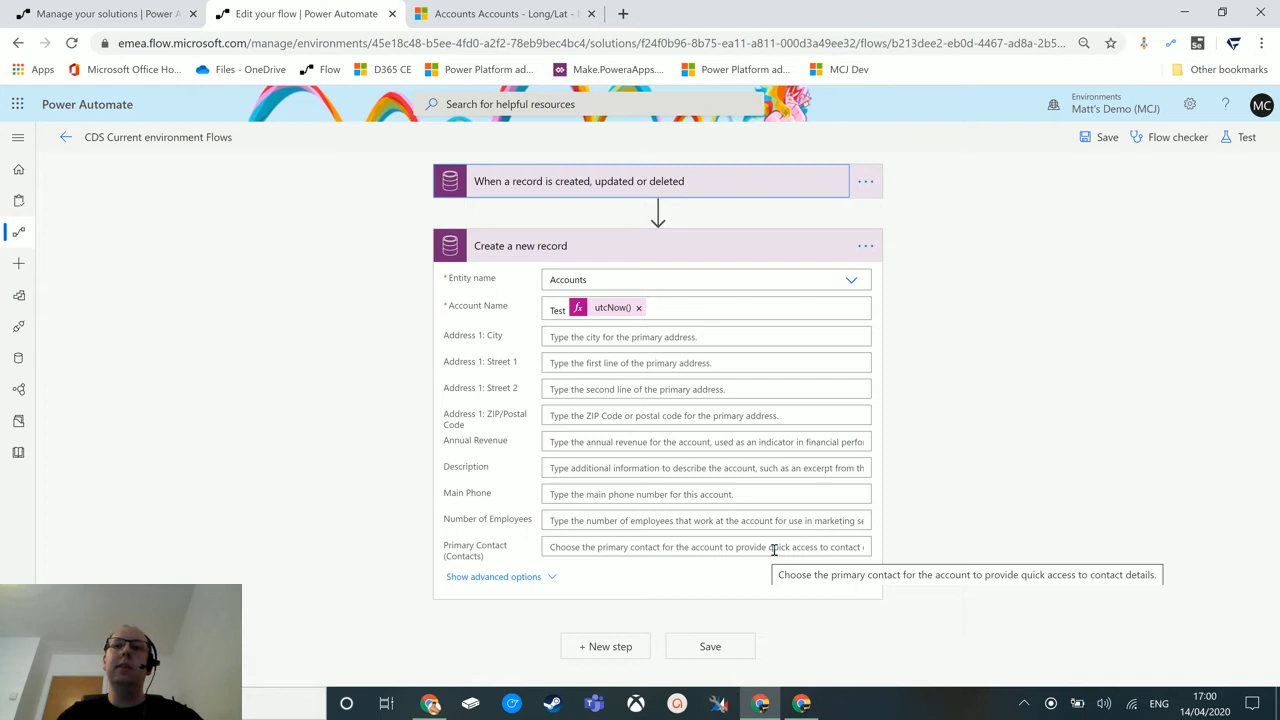 Manage your solutions | Power A
Edit your flow | Power Automate
Accounts Accounts - Long/Lat -
emea.flow.microsoft.com/manage/environments/45e18c48-b5ee-4fd0-a2f2-78eb9bec4bc4/solutions/f24f0b96-8b75-ea11-a811-000d3a49ee32/flows/b213dee2-eb0d-4467-ad8a-2b5...
Apps
Microsoft Office Ho...
Files - OneDrive
Flow
D365 CE
Power Platform ad...
Make.PoweraApps....
Power Platform ad...
MCJ Dev
Other bookmarks
Power Automate
Search for helpful resources
Environments
Matt's Demo (MCJ)
MC
CDS Current environment Flows
Save
Flow checker
Test
When a record is created, updated or deleted
Create a new record
* Entity name
Accounts
* Account Name
Test fx utcNow() ×
Address 1: City
Type the city for the primary address.
Address 1: Street 1
Type the first line of the primary address.
Address 1: Street 2
Type the second line of the primary address.
Address 1: ZIP/Postal
Code
Type the ZIP Code or postal code for the primary address.
Annual Revenue
Type the annual revenue for the account, used as an indicator in financial perfor
Description
Type additional information to describe the account, such as an excerpt from th
Main Phone
Type the main phone number for this account.
Number of Employees
Type the number of employees that work at the account for use in marketing se
Primary Contact
(Contacts)
Choose the primary contact for the account to provide quick access to contact
Choose the primary contact for the account to provide quick access to contact details.
Show advanced options
+ New step
Save
ENG
17:00
14/04/2020